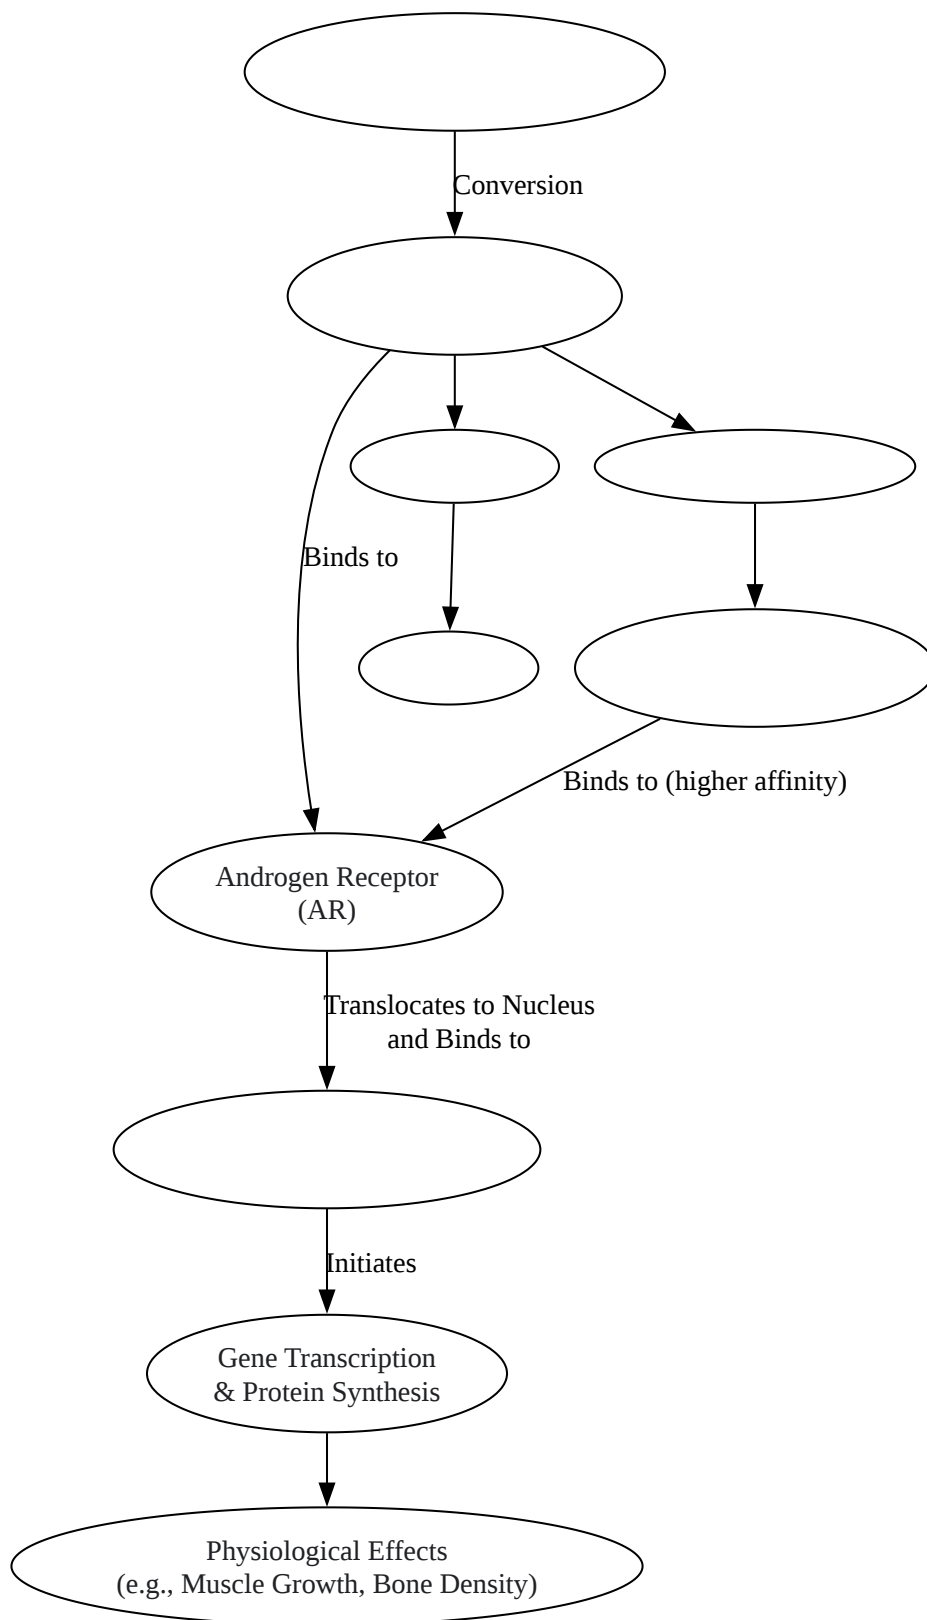 Conversion
Binds to
Binds to (higher affinity)
Androgen Receptor
(AR)
Translocates to Nucleus
and Binds to
Initiates
Gene Transcription
& Protein Synthesis
Physiological Effects
(e.g., Muscle Growth, Bone Density)